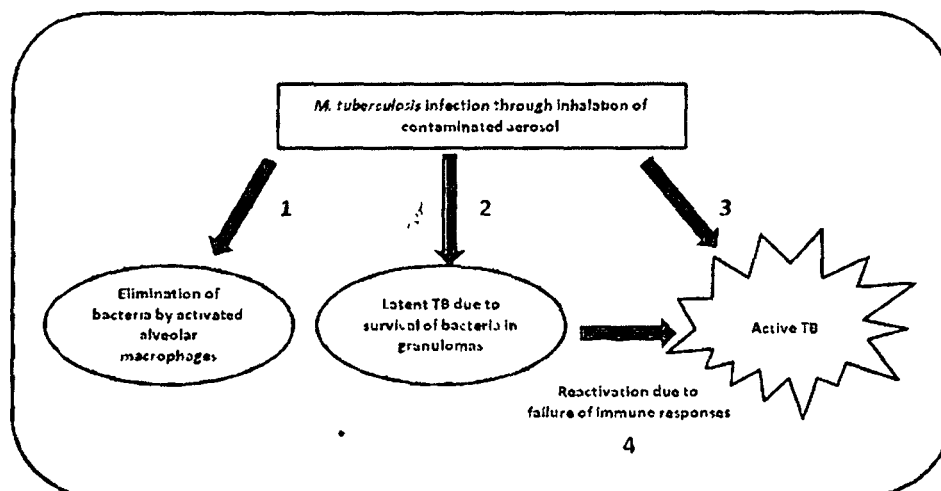 M. tuberculosis infection through inhalation of
contaminated aerosol
1
2
3
Elimination of
bacteria by activated
alveolar
macrophages
Latent TB due to
survival of bacteria in
granulomas
Active TB
Reactivation due to
failure of immune responses
4